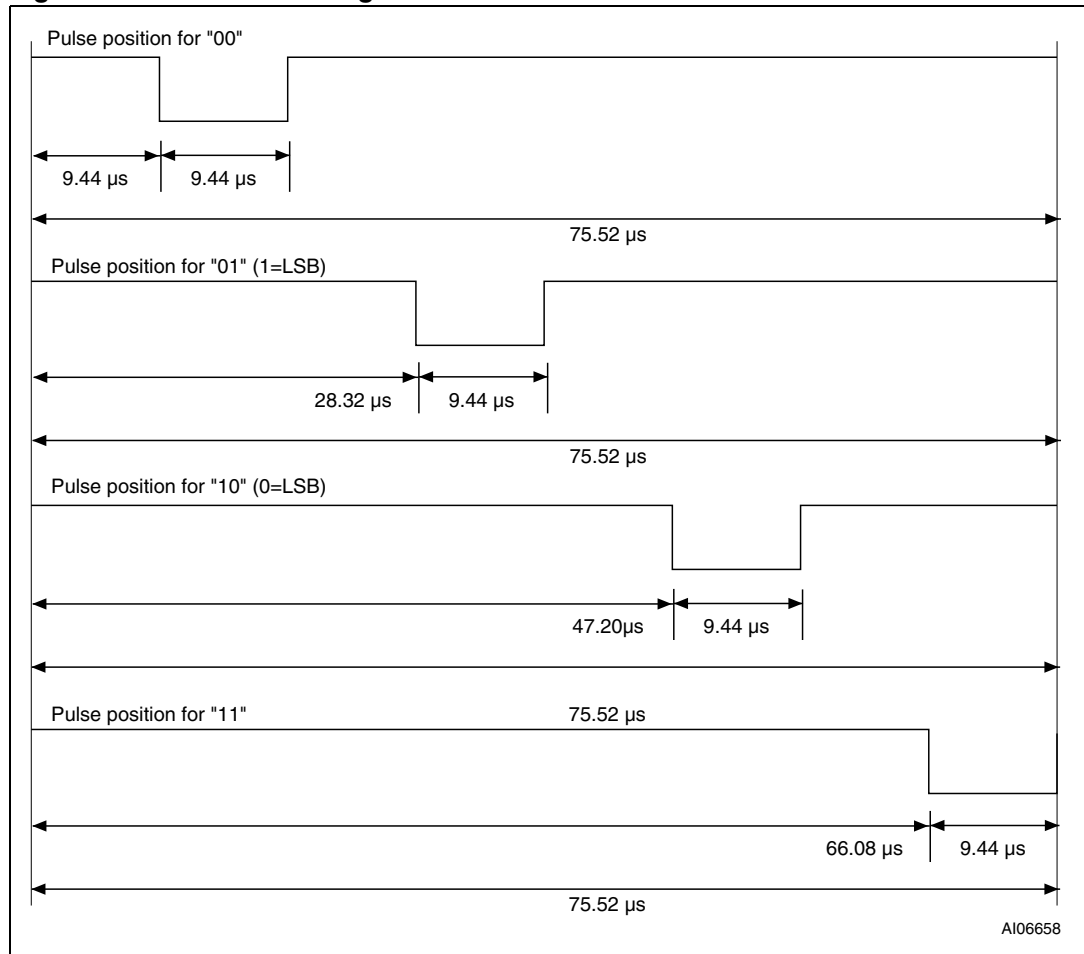 Pulse position for "00"
9.44 µs 9.44 µs
75.52 µs
Pulse position for "01" (1=LSB)
28.32 µs 9.44 µs
75.52 µs
Pulse position for "10" (0=LSB)
47.20µs 9.44 µs
Pulse position for "11" 75.52 µs
66.08 µs 9.44 µs
75.52 µs
AI06658